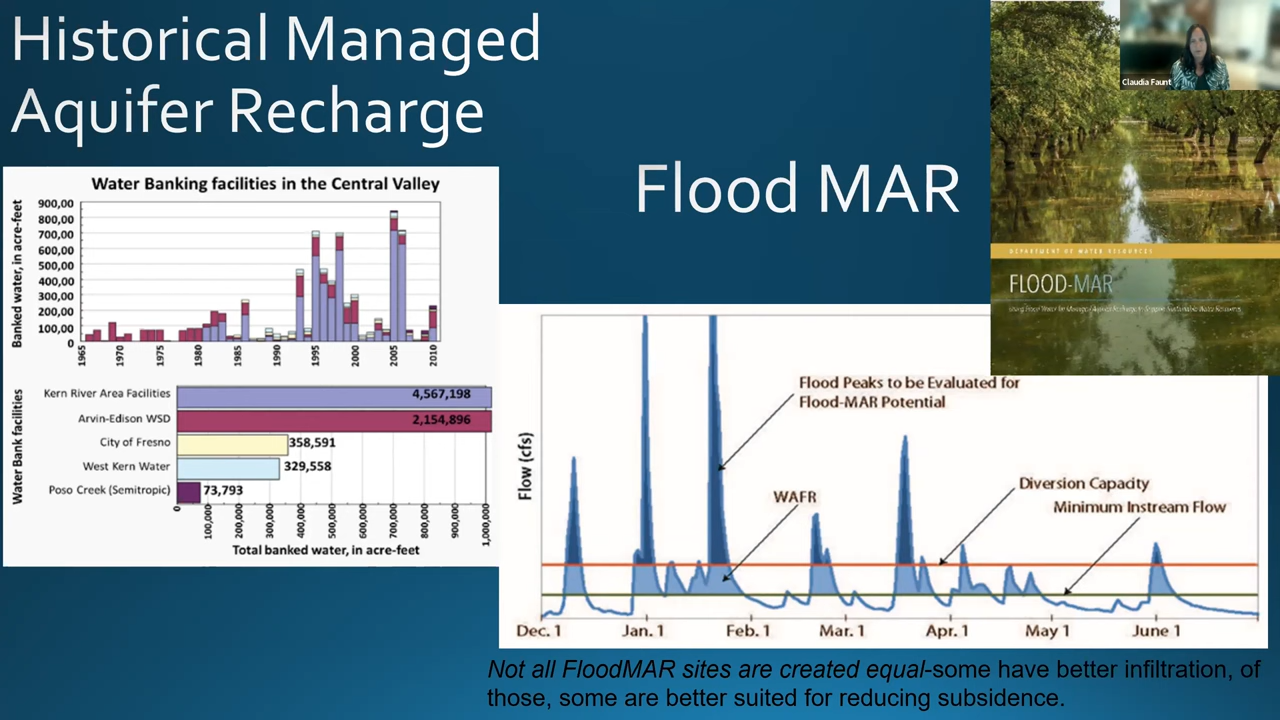 Historical Managed
Aquifer Recharge
Flood MAR
Claudia Faunt
DEPARTMENT OF WATER RESOURCES
FLOOD-MAR
Water Banking facilities in the Central Valley
Banked water, in acre-feet
900,00
800,00
700,00
600,00
500,00
400,00
300,00
200,00
100,00
0
1965
1970
1975
1980
1985
1990
1995
2000
2005
2010
Water Bank facilities
Kern River Area Facilities
4,567,198
Arvin-Edison WSD
2,154,896
City of Fresno
358,591
West Kern Water
329,558
Poso Creek (Semitropic)
73,793
0
100,000
200,000
300,000
400,000
500,000
600,000
700,000
800,000
900,000
1,000,000
Total banked water, in acre-feet
Flow (cfs)
Flood Peaks to be Evaluated for
Flood-MAR Potential
WAFR
Diversion Capacity
Minimum Instream Flow
Dec. 1
Jan. 1
Feb. 1
Mar. 1
Apr. 1
May 1
June 1
Not all FloodMAR sites are created equal-some have better infiltration, of
those, some are better suited for reducing subsidence.